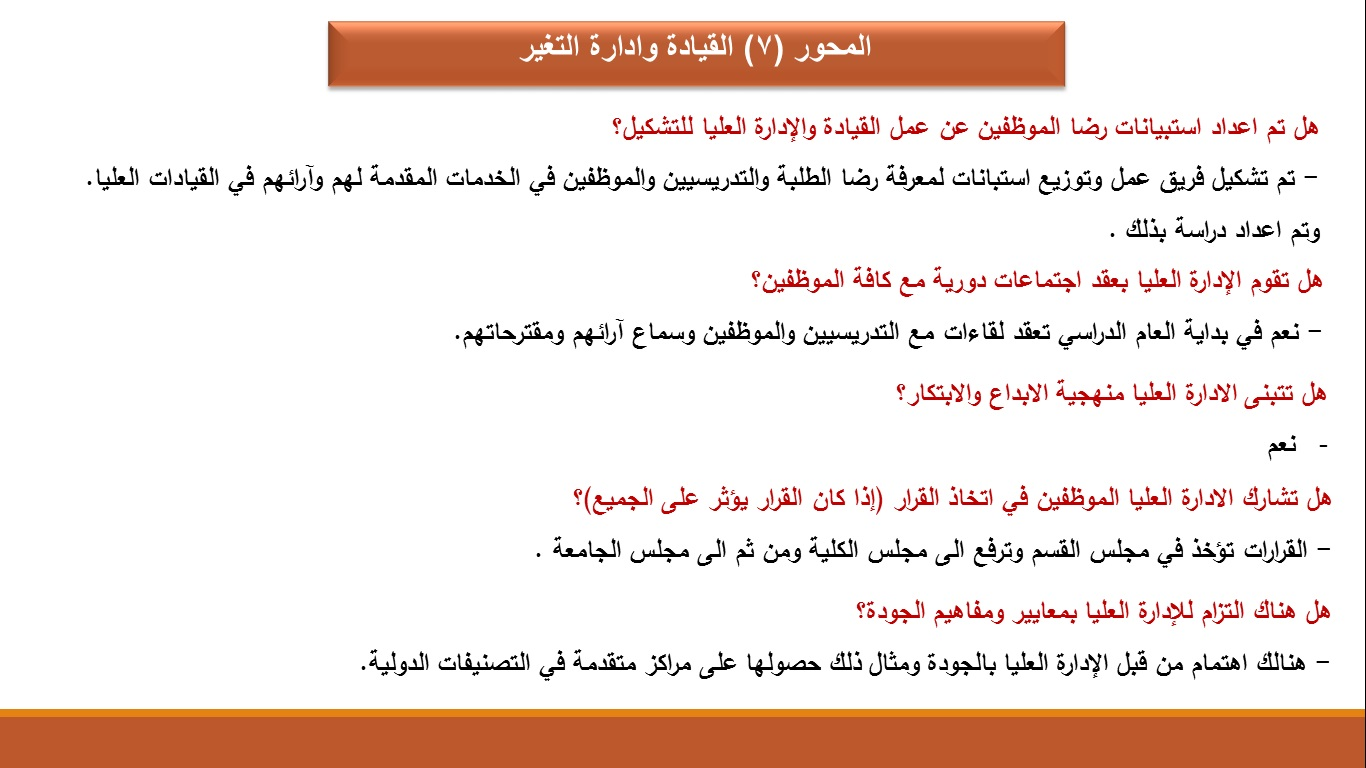 المحور (٧) القيادة وادارة التغير
هل تم اعداد استبيانات رضا الموظفين عن عمل القيادة والإدارة العليا للتشكيل؟
– تم تشكيل فريق عمل وتوزيع استبانات لمعرفة رضا الطلبة والتدريسيين والموظفين في الخدمات المقدمة لهم وآرائهم في القيادات العليا.
وتم اعداد دراسة بذلك .
هل تقوم الإدارة العليا بعقد اجتماعات دورية مع كافة الموظفين؟
– نعم في بداية العام الدراسي تعقد لقاءات مع التدريسيين والموظفين وسماع آرائهم ومقترحاتهم.
هل تتبنى الادارة العليا منهجية الابداع والابتكار؟
- نعم
هل تشارك الادارة العليا الموظفين في اتخاذ القرار (إذا كان القرار يؤثر على الجميع)؟
– القرارات تؤخذ في مجلس القسم وترفع الى مجلس الكلية ومن ثم الى مجلس الجامعة .
هل هناك التزام للإدارة العليا بمعايير ومفاهيم الجودة؟
– هنالك اهتمام من قبل الإدارة العليا بالجودة ومثال ذلك حصولها على مراكز متقدمة في التصنيفات الدولية.